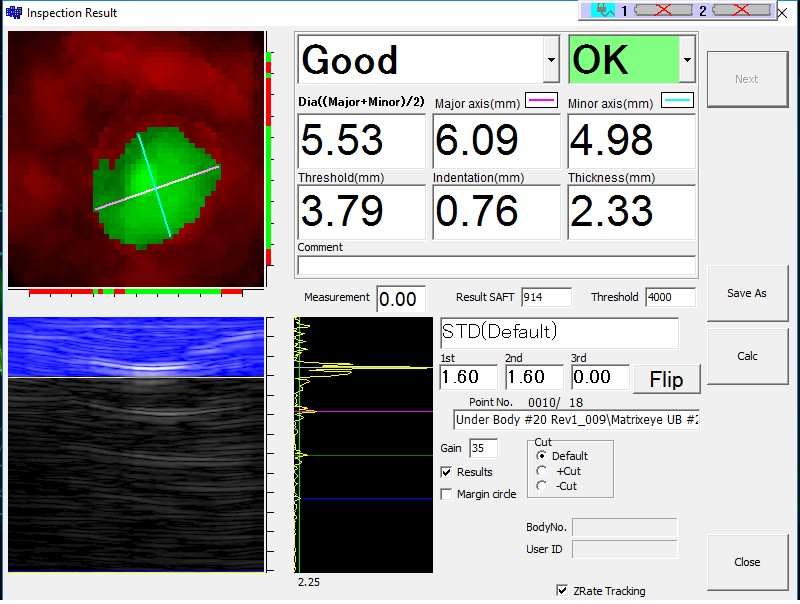 Inspection Result
1 2
Good OK
Next
Dia((Major+Minor)/2) Major axis(mm) Minor axis(mm)
5.53 6.09 4.98
Threshold(mm) Indentation(mm) Thickness(mm)
3.79 0.76 2.33
Comment
Measurement 0.00 Result SAFT 914 Threshold 4000
Save As
STD(Default)
1st 2nd 3rd
1.60 1.60 0.00 Flip
Calc
Point No. 0010/ 18
Under Body #20 Rev1_009\Matrixeye UB #2
Gain 35
Cut
Default
+Cut
-Cut
Results
Margin circle
BodyNo.
User ID
Close
2.25
ZRate Tracking